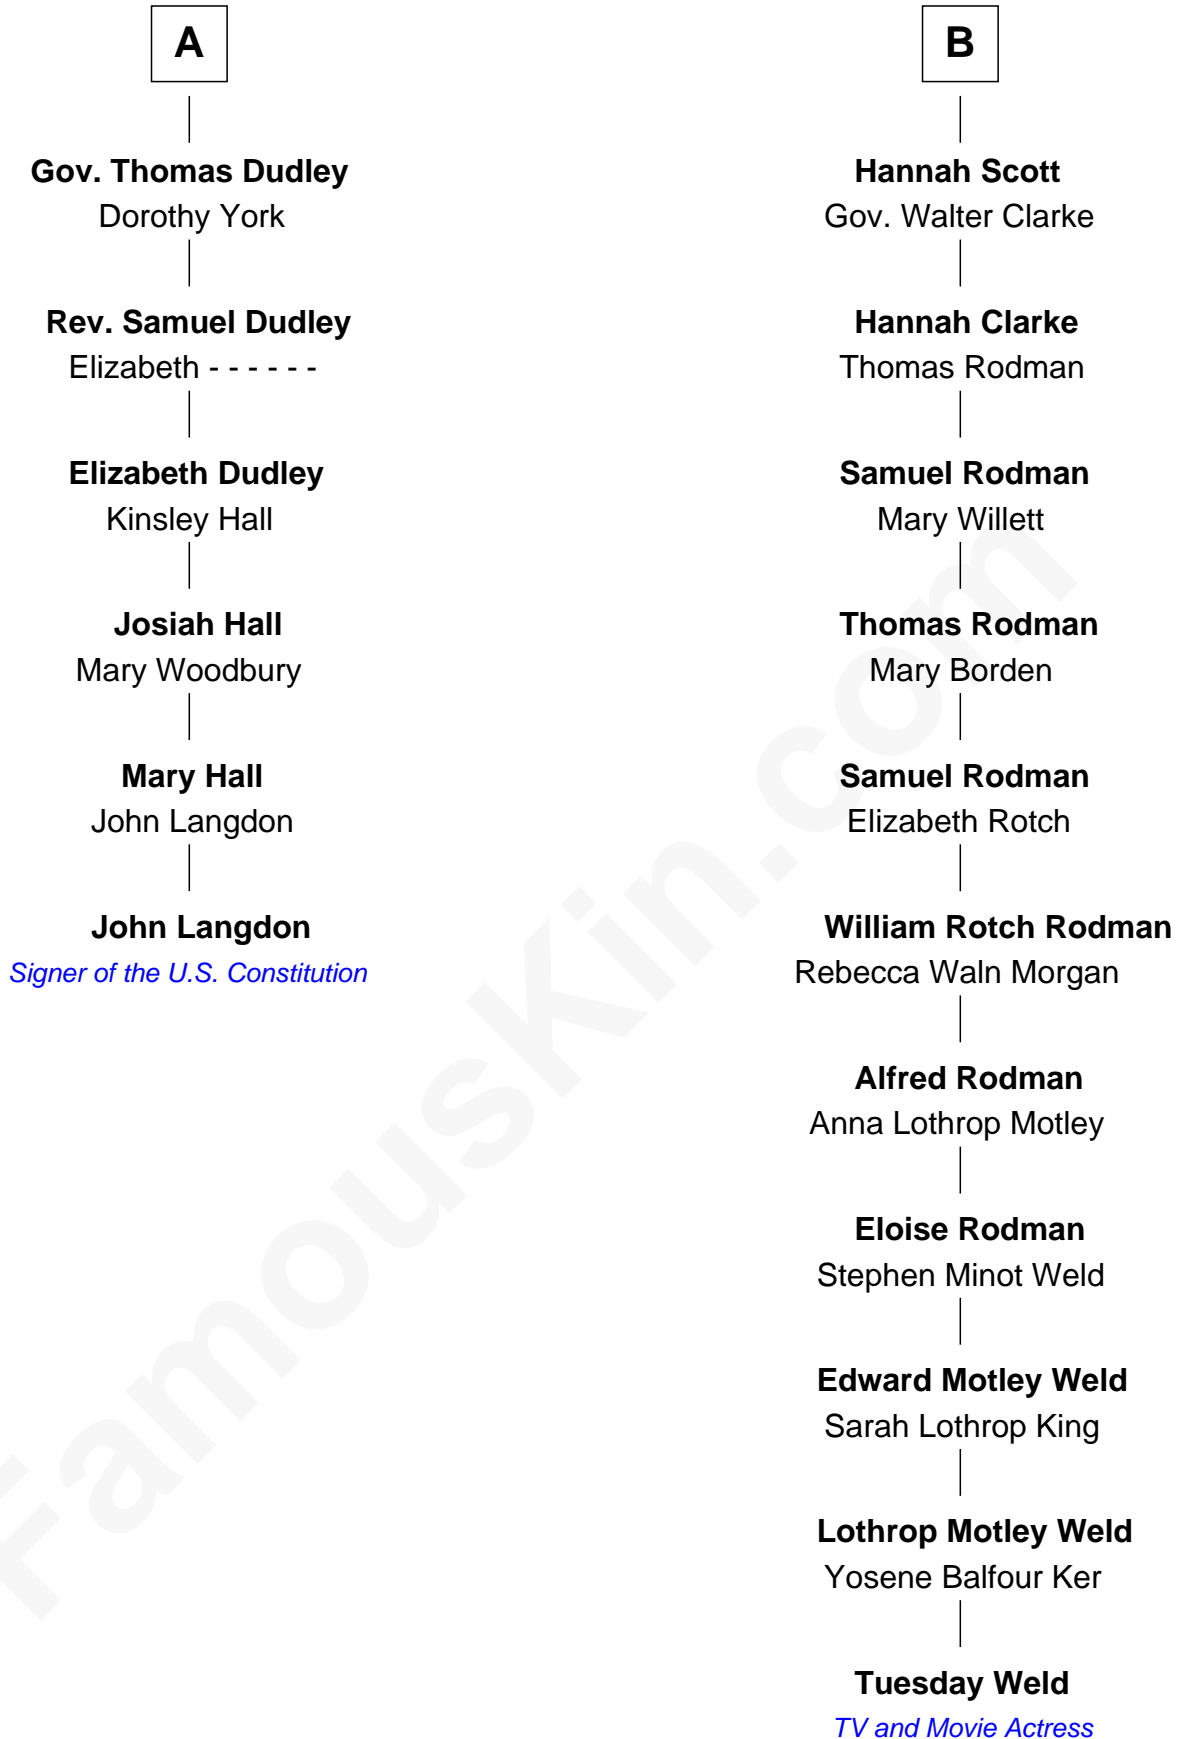 A
Gov. Thomas Dudley
Dorothy York
Rev. Samuel Dudley
Elizabeth - - - - - -
Elizabeth Dudley
Kinsley Hall
Josiah Hall
Mary Woodbury
Mary Hall
John Langdon
John Langdon
Signer of the U.S. Constitution
B
Hannah Scott
Gov. Walter Clarke
Hannah Clarke
Thomas Rodman
Samuel Rodman
Mary Willett
Thomas Rodman
Mary Borden
Samuel Rodman
Elizabeth Rotch
William Rotch Rodman
Rebecca Waln Morgan
Alfred Rodman
Anna Lothrop Motley
Eloise Rodman
Stephen Minot Weld
Edward Motley Weld
Sarah Lothrop King
Lothrop Motley Weld
Yosene Balfour Ker
Tuesday Weld
TV and Movie Actress
FamousKin.com